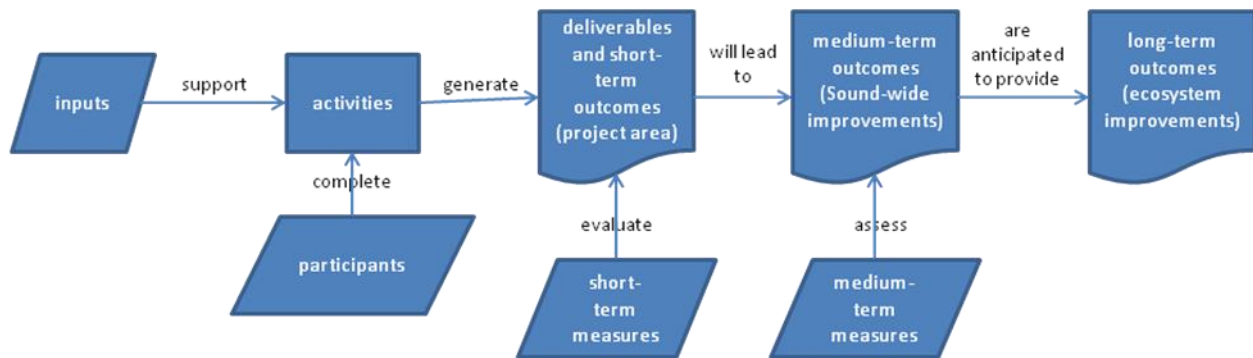 inputs
support
activities
generate
deliverables
and short-
term
outcomes
(project area)
will lead
to
medium-term
outcomes
(Sound-wide
improvements)
are
anticipated
to provide
long-term
outcomes
(ecosystem
improvements)
complete
participants
evaluate
short-
term
measures
assess
medium-
term
measures